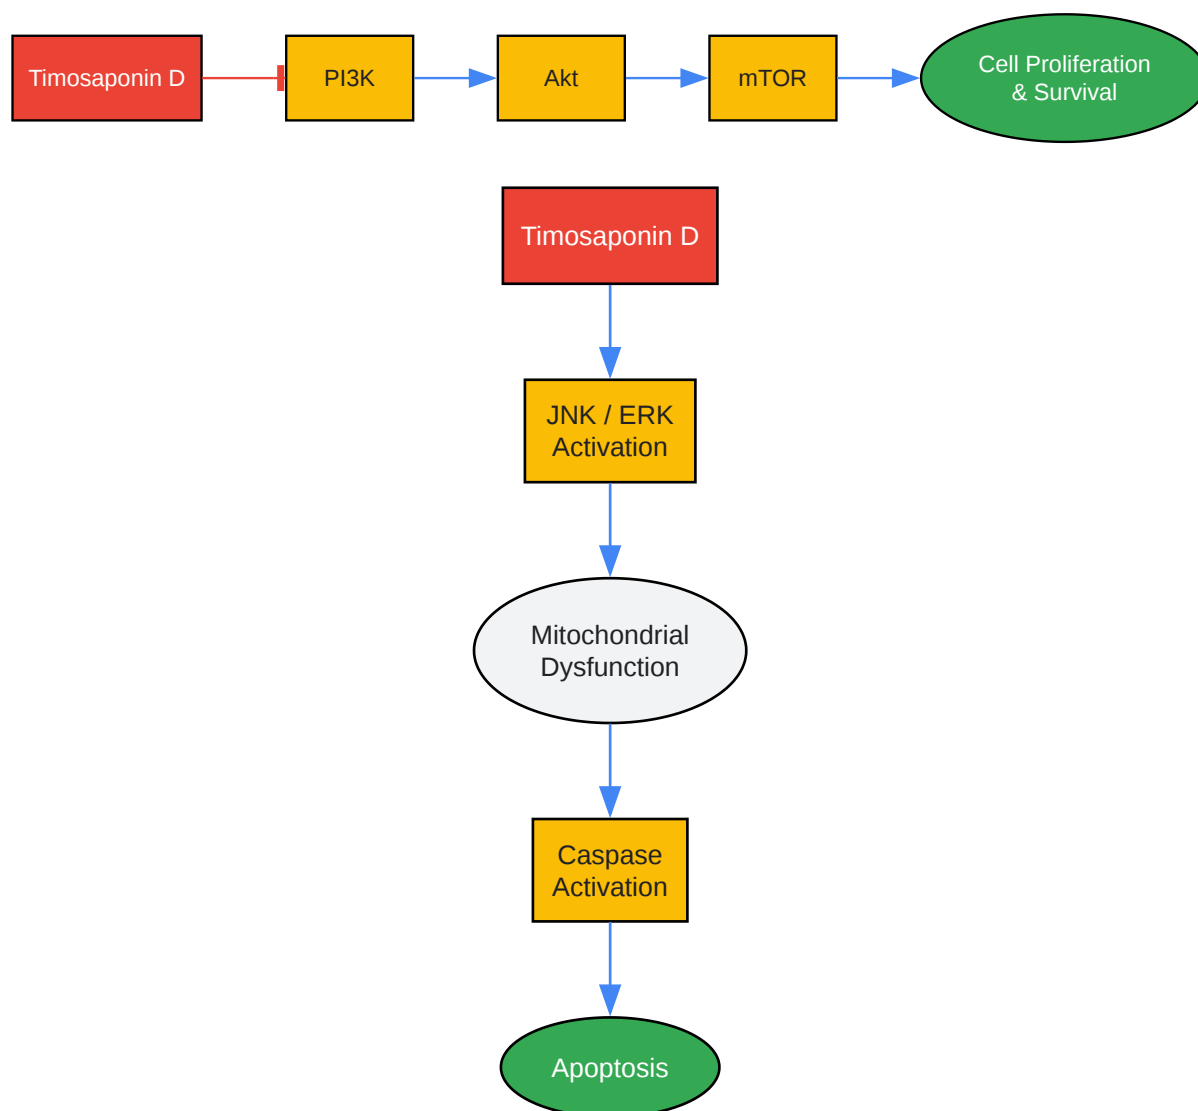 Timosaponin D
PI3K
Akt
mTOR
Cell Proliferation
& Survival
Timosaponin D
JNK / ERK
Activation
Mitochondrial
Dysfunction
Caspase
Activation
Apoptosis